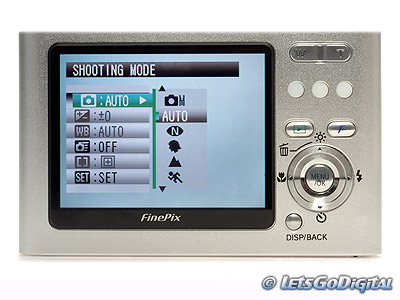 SHOOTING MODE
W T
: AUTO M
: ±0 AUTO
WB : AUTO N
: OFF
:
SET : SET
F
MENU
/OK
FinePix
DISP/BACK
© LetsGoDigital